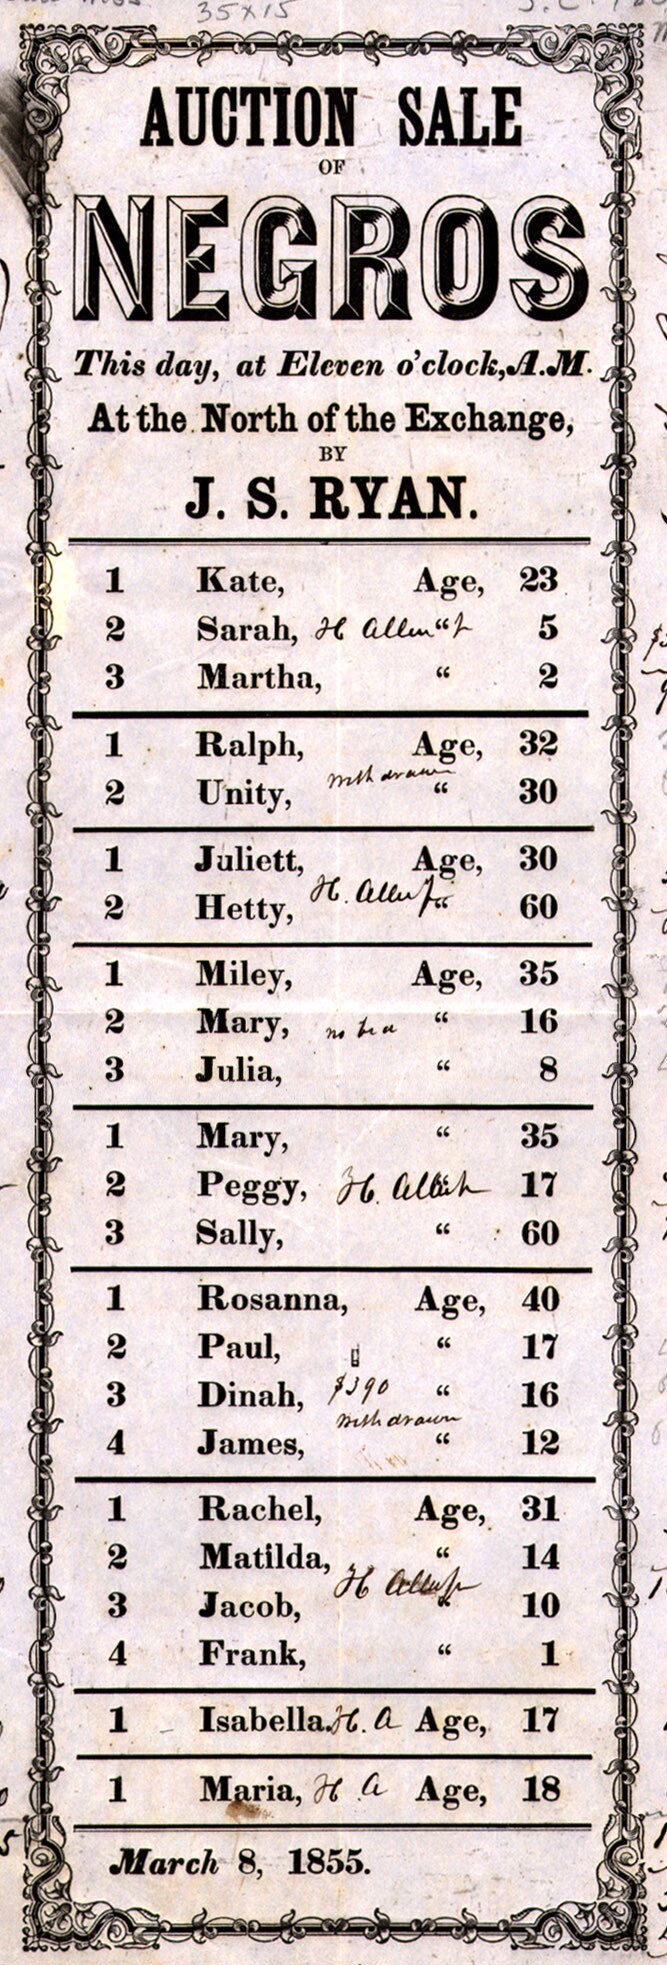 35x15
AUCTION SALE
OF
NEGROS
This day, at Eleven o'clock, A.M.
At the North of the Exchange,
BY
J. S. RYAN.
1 Kate, Age, 23
2 Sarah, H Allen “ 5
3 Martha, “ 2
1 Ralph, Age, 32
withdrawn
2 Unity, “ 30
1 Juliett, Age, 30
H. Allen
2 Hetty, “ 60
1 Miley, Age, 35
2 Mary, no “ 16
3 Julia, “ 8
1 Mary, “ 35
2 Peggy, H. “ 17
3 Sally, “ 60
1 Rosanna, Age, 40
2 Paul, “ 17
3 Dinah, $390 “ 16
withdrawn
4 James, “ 12
1 Rachel, Age, 31
2 Matilda, “ 14
H
3 Jacob, “ 10
4 Frank, “ 1
1 Isabella. H. A Age, 17
1 Maria, H A Age, 18
March 8, 1855.